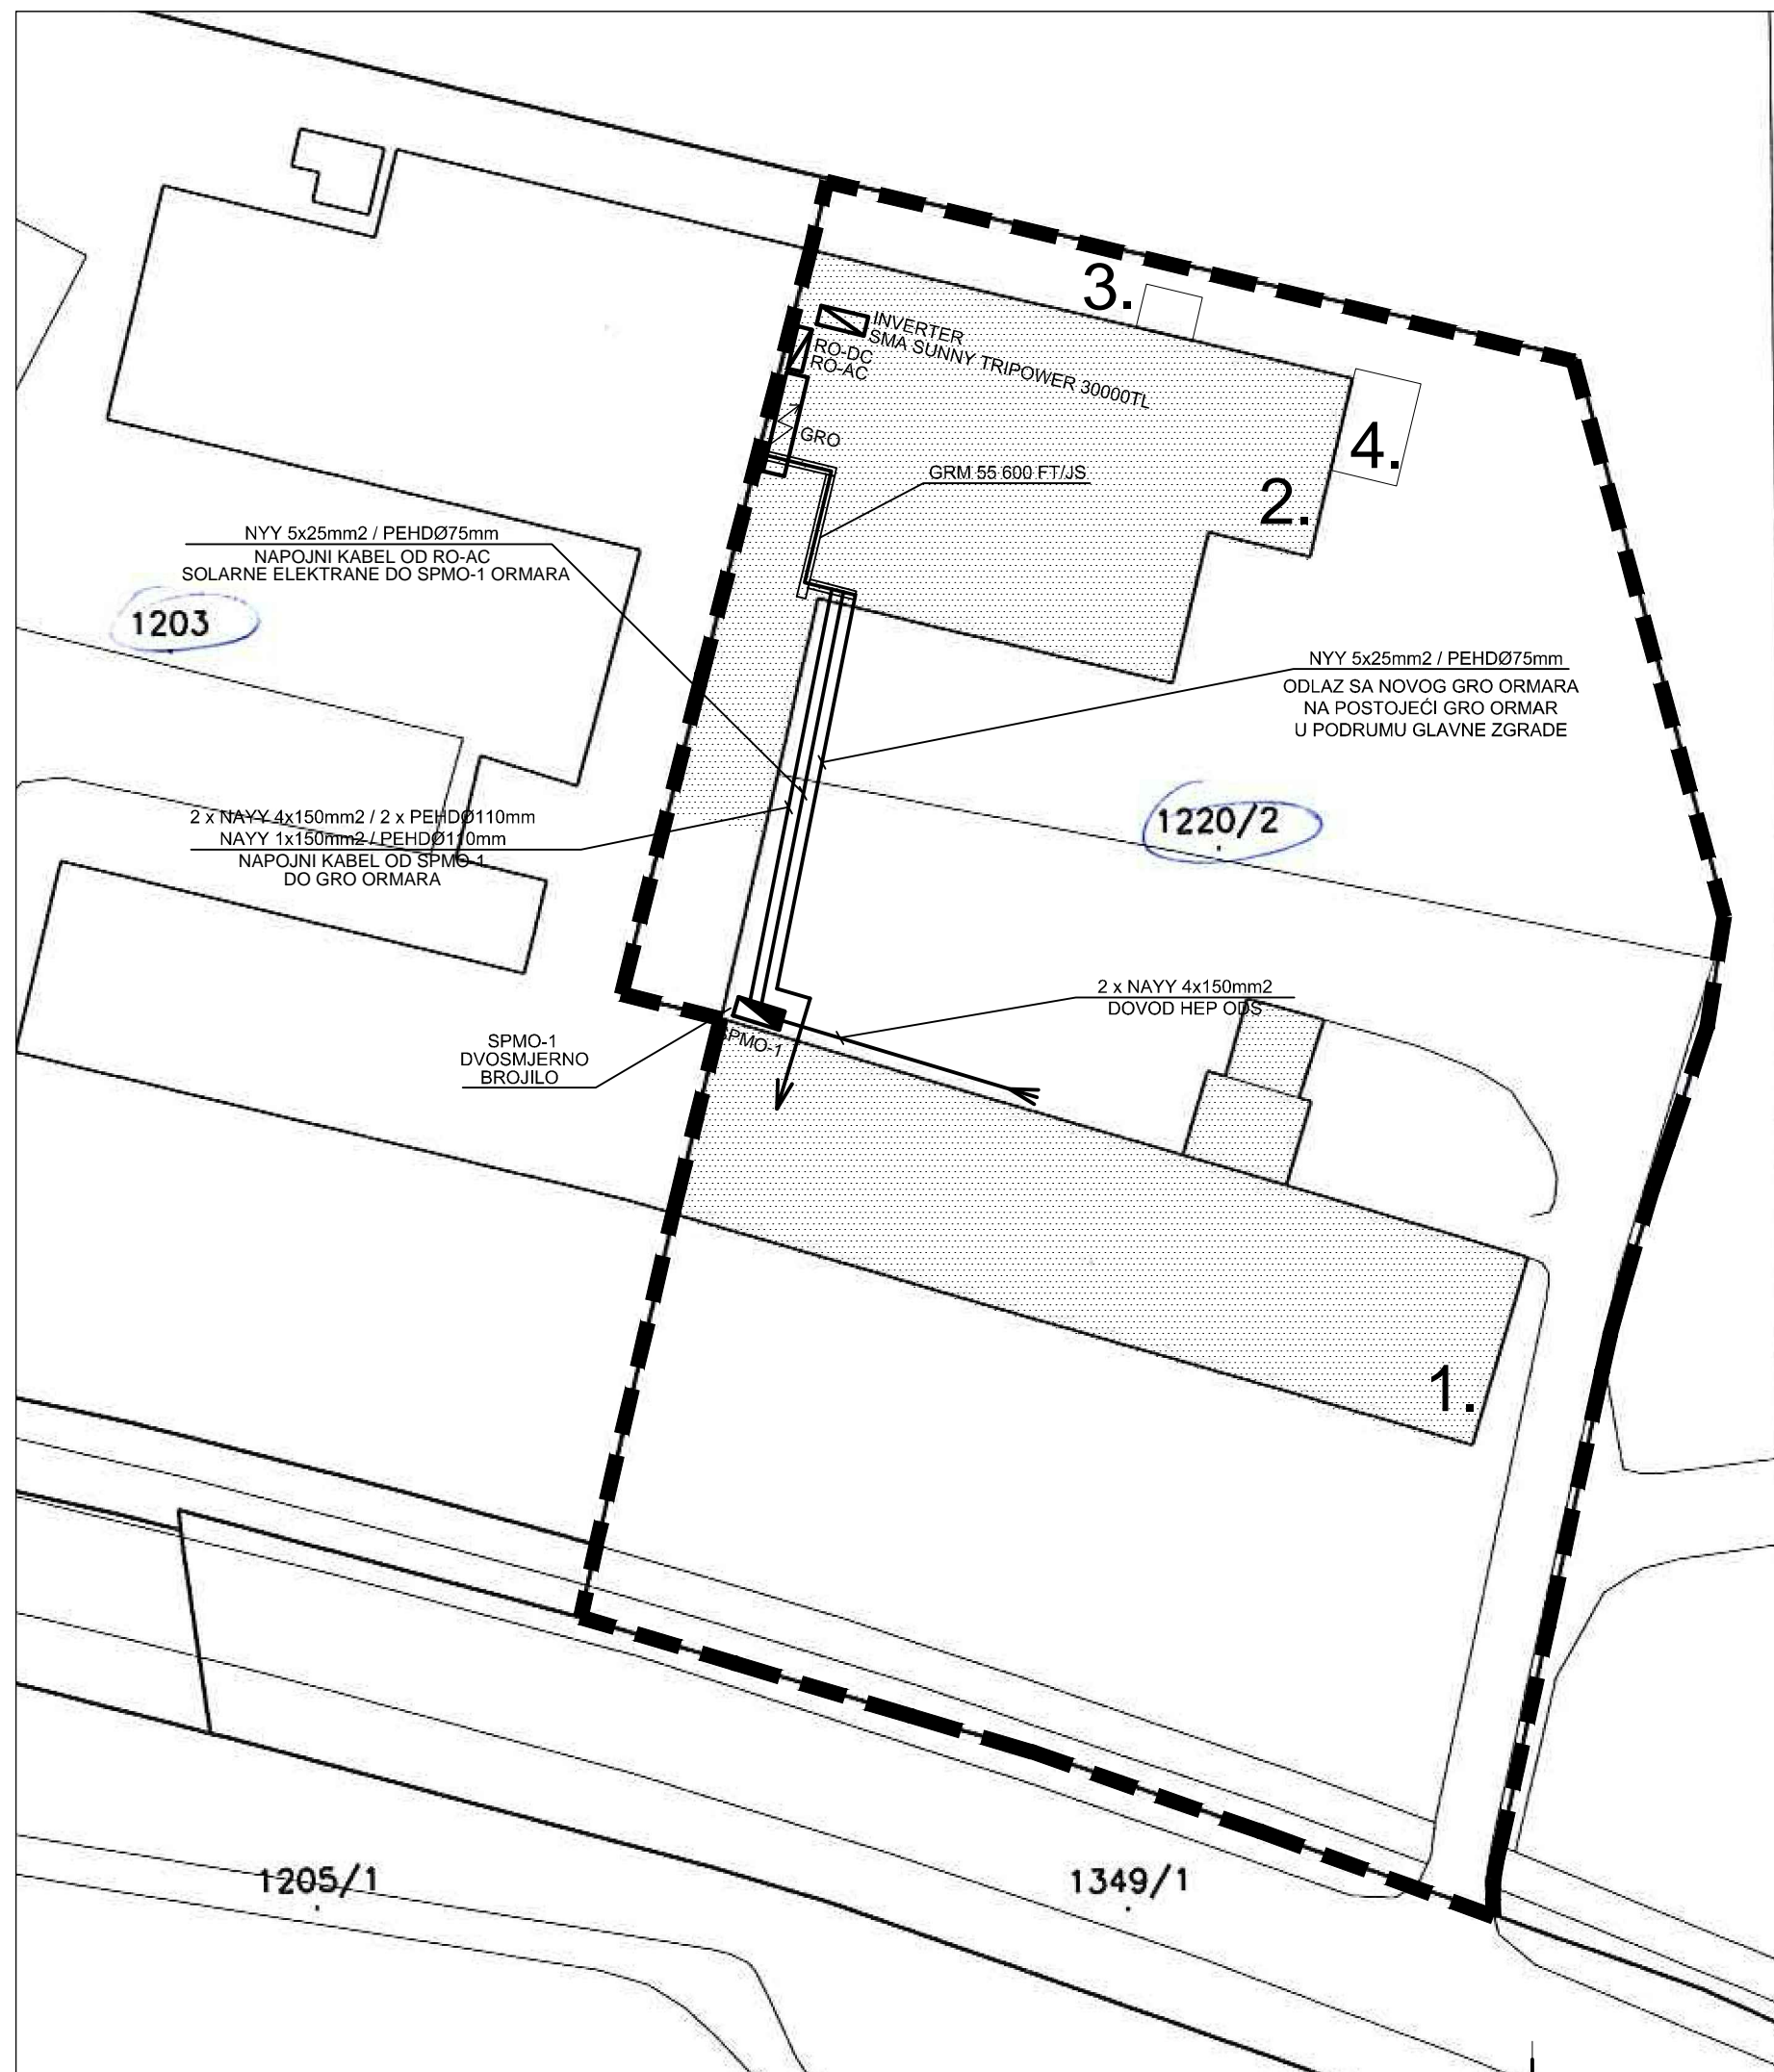 3.
INVERTER
SMA SUNNY TRIPOWER 30000TL
RO-DC
RO-AC
GRO
4.
GRM 55 600 FT/JS
2.
NYY 5x25mm2 / PEHDØ75mm
NAPOJNI KABEL OD RO-AC
SOLARNE ELEKTRANE DO SPMO-1 ORMARA
1203
NYY 5x25mm2 / PEHDØ75mm
ODLAZ SA NOVOG GRO ORMARA
NA POSTOJEĆI GRO ORMAR
U PODRUMU GLAVNE ZGRADE
2 x NAYY 4x150mm2 / 2 x PEHDØ110mm
NAYY 1x150mm2 / PEHDØ110mm
NAPOJNI KABEL OD SPMO-1
DO GRO ORMARA
1220/2
2 x NAYY 4x150mm2
DOVOD HEP ODS
SPMO-1
DVOSMJERNO
BROJILO
SPMO-1
1.
1205/1
1349/1